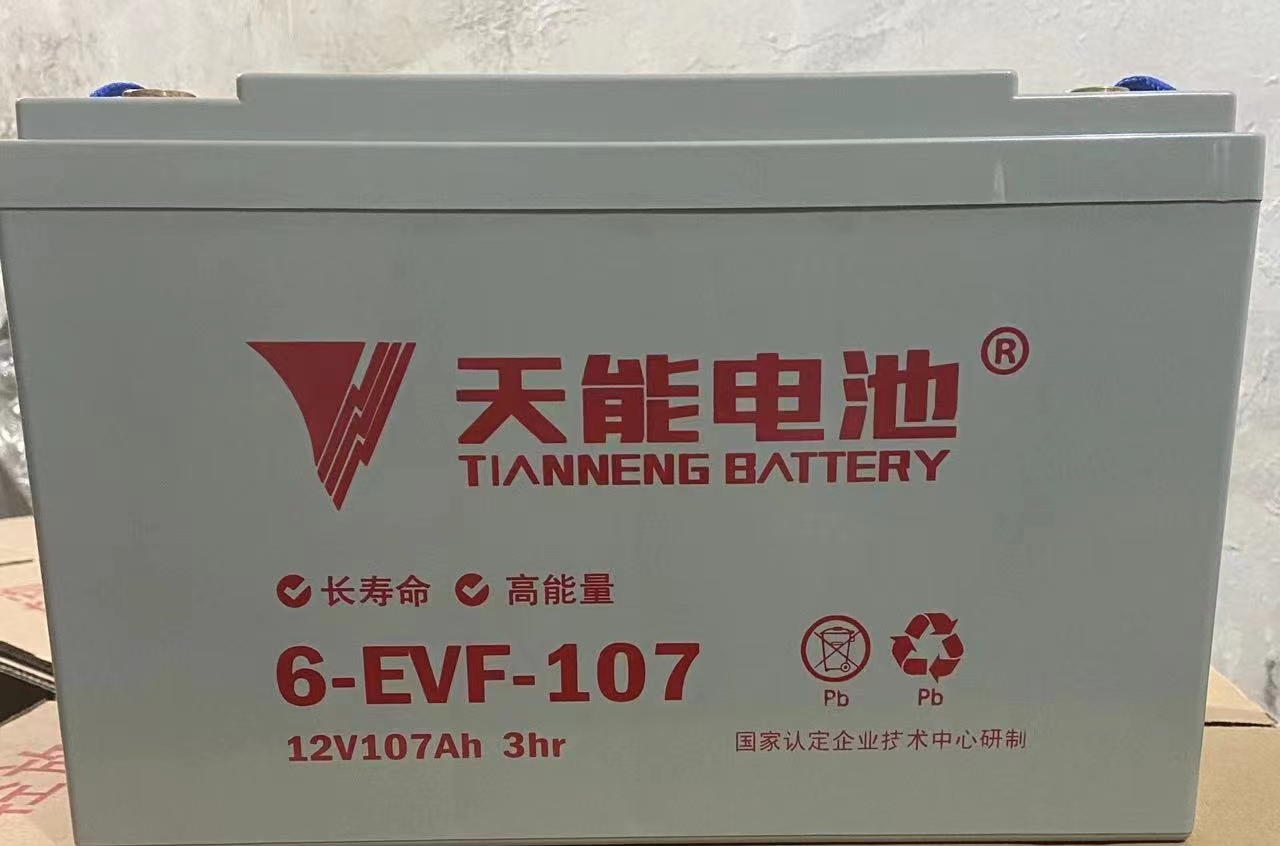 天能电池®
TIANNENG BATTERY
长寿命 高能量
6-EVF-107
12V107Ah 3hr
Pb Pb
国家认定企业技术中心研制